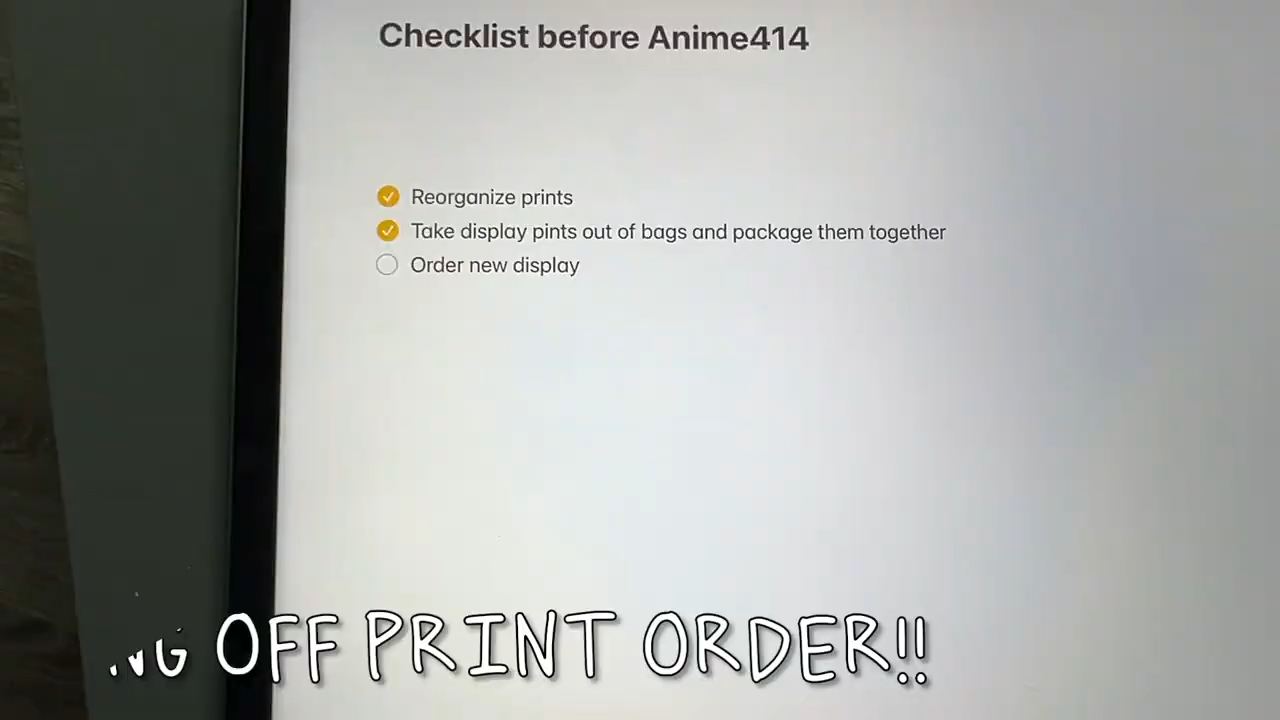 Checklist before Anime414
Reorganize prints
Take display pints out of bags and package them together
Order new display
OFF PRINT ORDER!!